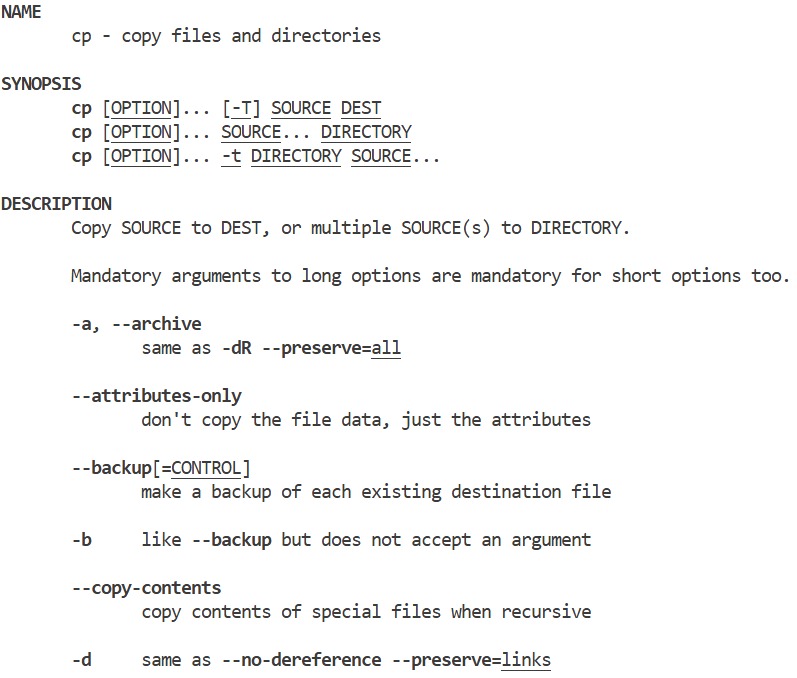 NAME
cp - copy files and directories
SYNOPSIS
cp [OPTION]... [-T] SOURCE DEST
cp [OPTION]... SOURCE... DIRECTORY
cp [OPTION]... -t DIRECTORY SOURCE...
DESCRIPTION
Copy SOURCE to DEST, or multiple SOURCE(s) to DIRECTORY.
Mandatory arguments to long options are mandatory for short options too.
-a, --archive
same as -dR --preserve=all
--attributes-only
don't copy the file data, just the attributes
--backup[=CONTROL]
make a backup of each existing destination file
-b like --backup but does not accept an argument
--copy-contents
copy contents of special files when recursive
-d same as --no-dereference --preserve=links